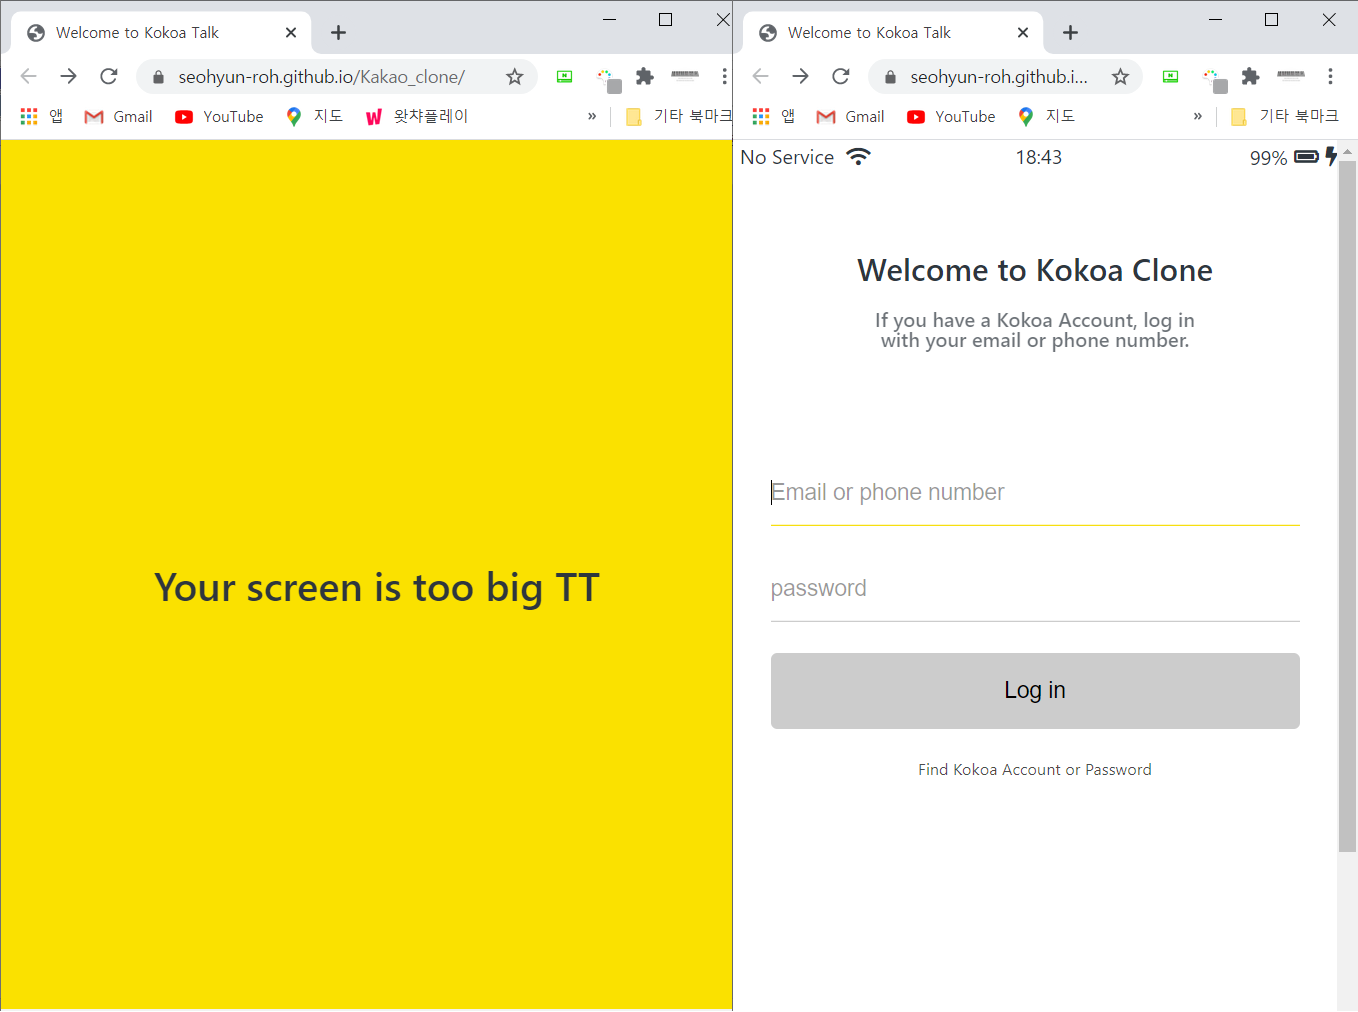 Welcome to Kokoa Talk
seohyun-roh.github.io/Kakao_clone/
앱 Gmail YouTube 지도 왓챠플레이 » 기타 북마크
Your screen is too big TT
Welcome to Kokoa Talk
seohyun-roh.github.i...
앱 Gmail YouTube 지도 » 기타 북마크
No Service 18:43 99%
Welcome to Kokoa Clone
If you have a Kokoa Account, log in
with your email or phone number.
Email or phone number
password
Log in
Find Kokoa Account or Password